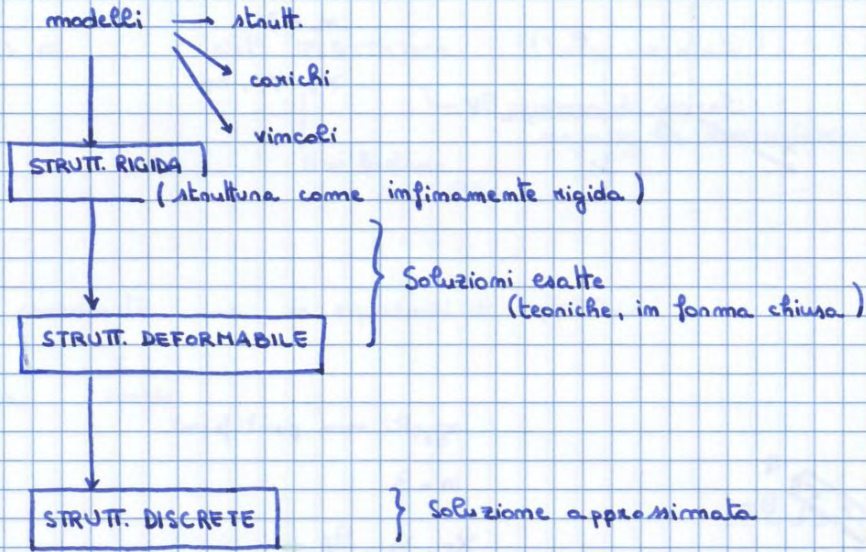 modelli → strutt.
carichi
vincoli
STRUTT. RIGIDA
(struttura come infinamente rigida)
} Soluzioni esatte
(teoriche, in forma chiusa)
STRUTT. DEFORMABILE
STRUTT. DISCRETE } Soluzione approssimata